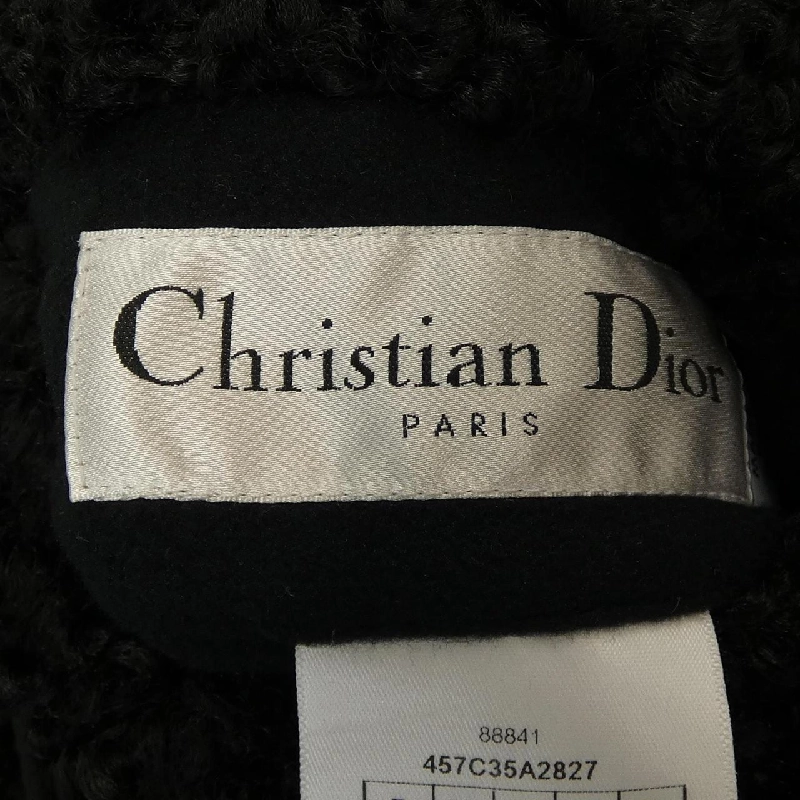 Christian Dior
PARIS
88841
457C35A2827